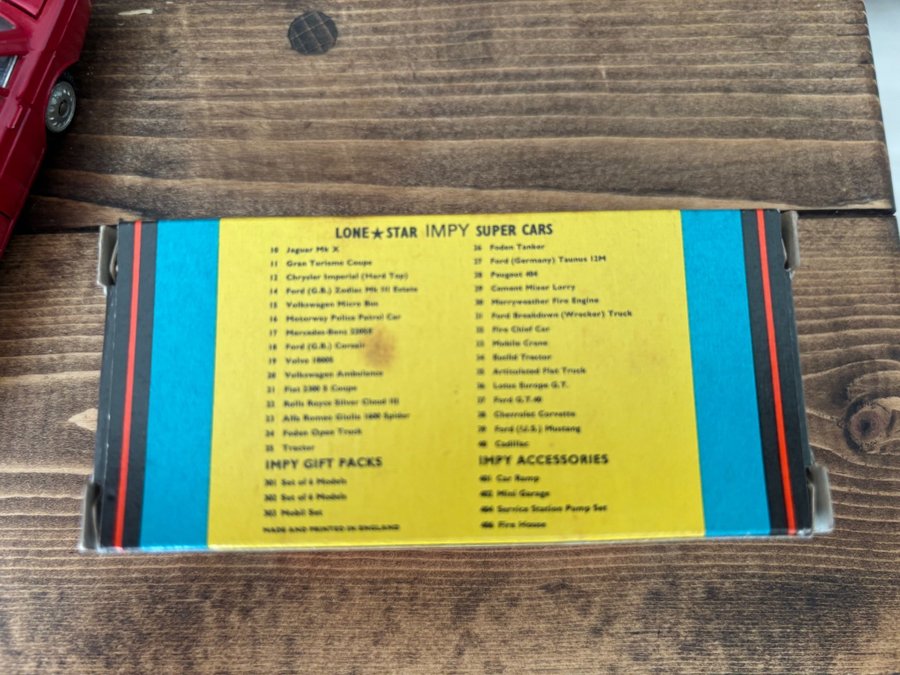 LONE★STAR IMPY SUPER CARS
10 Jaguar Mk X
11 Gran Turismo Coupe
12 Chrysler Imperial (Hard Top)
14 Ford (G.B.) Zodiac Mk III Estate
15 Volkswagen Micro Bus
16 Motorway Police Patrol Car
17 Mercedes-Benz 220SE
18 Ford (G.B.) Corsair
19 Volvo 1800S
20 Volkswagen Ambulance
21 Fiat 2300 S Coupe
22 Rolls Royce Silver Cloud III
23 Alfa Romeo Giulia 1600 Spider
24 Foden Open Truck
25 Tractor
IMPY GIFT PACKS
301 Set of 6 Models
302 Set of 6 Models
303 Mobil Set
MADE AND PRINTED IN ENGLAND
26 Foden Tanker
27 Ford (Germany) Taunus 12M
28 Peugeot 404
29 Cement Mixer Lorry
30 Merryweather Fire Engine
31 Ford Breakdown (Wrecker) Truck
32 Fire Chief Car
33 Mobile Crane
34 Euclid Tractor
35 Articulated Flat Truck
36 Lotus Europa G.T.
37 Ford G.T.40
38 Chevrolet Corvette
39 Ford (U.S.) Mustang
40 Cadillac
IMPY ACCESSORIES
401 Car Ramp
402 Mini Garage
404 Service Station Pump Set
406 Fire House